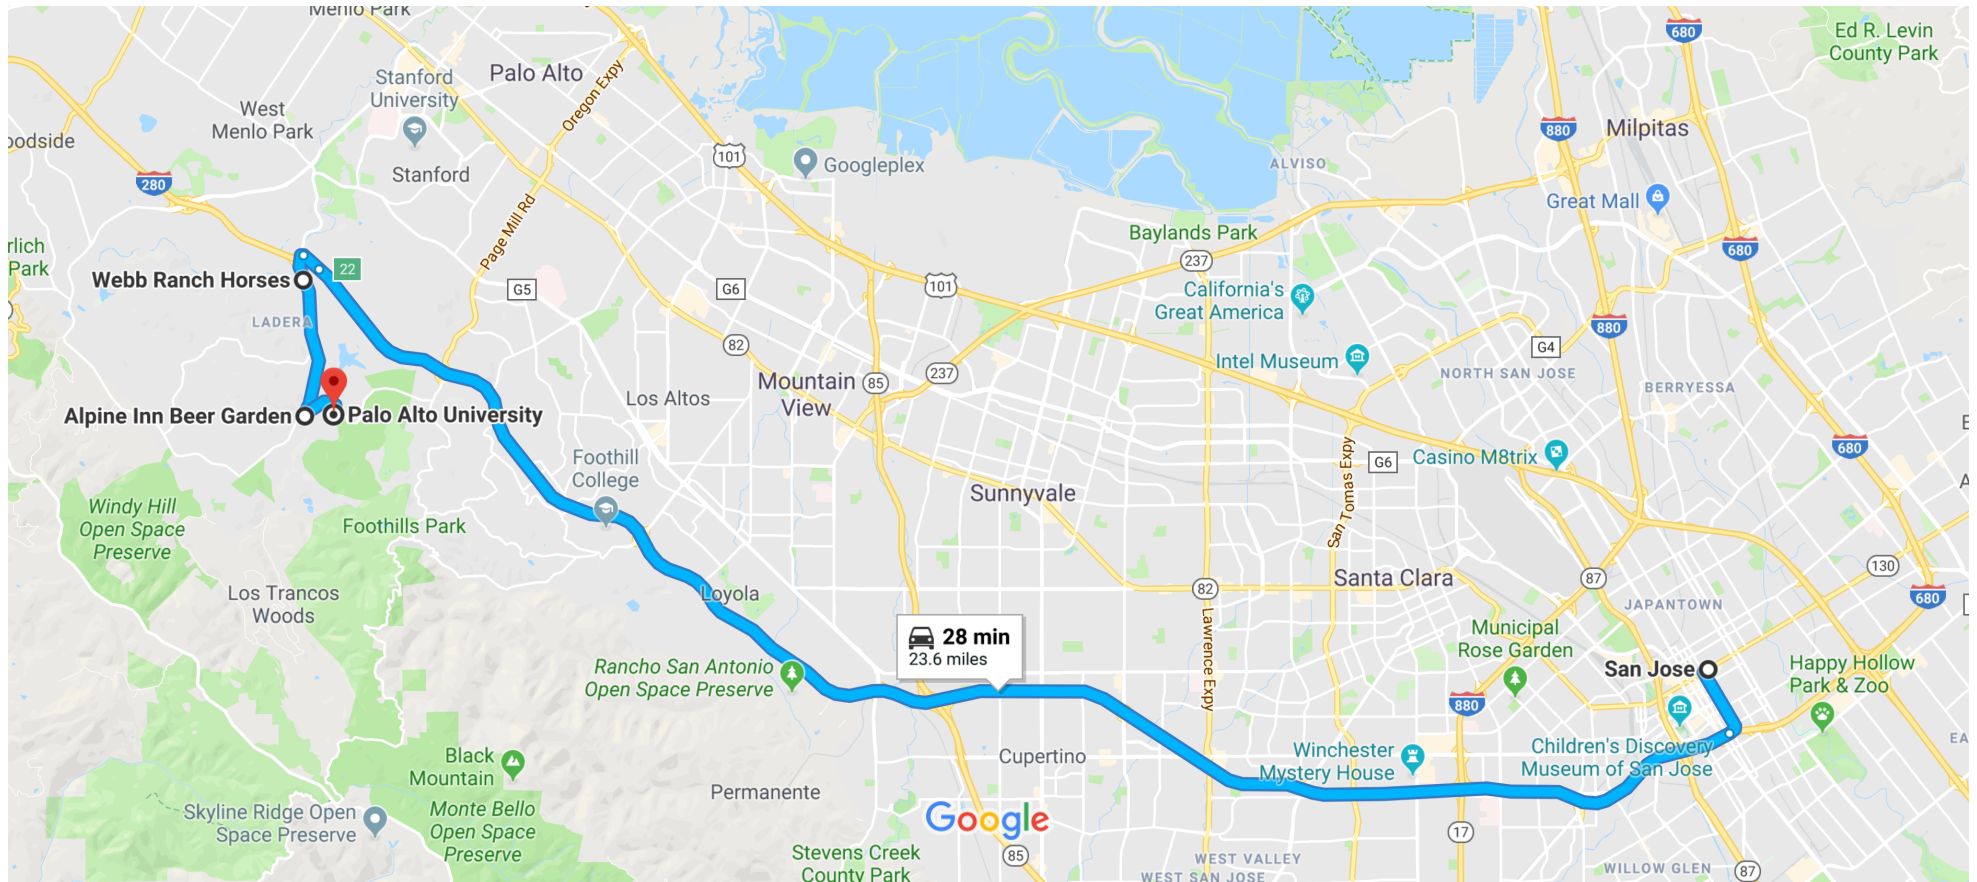 Menlo Park
680
Ed R. Levin
County Park
Stanford
University
Palo Alto
Oregon Expy
West
Menlo Park
880
Milpitas
101
Googleplex
ALVISO
280
Stanford
Great Mall
Page Mill Rd
Baylands Park
680
237
22
Webb Ranch Horses
G5
G6
101
California's
Great America
LADERA
880
82
Intel Museum
G4
237
Mountain
View
85
NORTH SAN JOSE
BERRYESSA
Los Altos
Alpine Inn Beer Garden
Palo Alto University
680
Foothill
College
G6
Casino M8trix
San Tomas Expy
Sunnyvale
Windy Hill
Open Space
Preserve
Foothills Park
130
Los Trancos
Woods
Loyola
82
Santa Clara
87
680
JAPANTOWN
Lawrence Expy
28 min
23.6 miles
Municipal
Rose Garden
Rancho San Antonio
Open Space Preserve
San Jose
Happy Hollow
Park & Zoo
880
Black
Mountain
Cupertino
Winchester
Mystery House
Children's Discovery
Museum of San Jose
Permanente
Skyline Ridge Open
Space Preserve
Monte Bello
Open Space
Preserve
Google
17
Stevens Creek
County Park
85
WEST VALLEY
WEST SAN JOSE
WILLOW GLEN
87